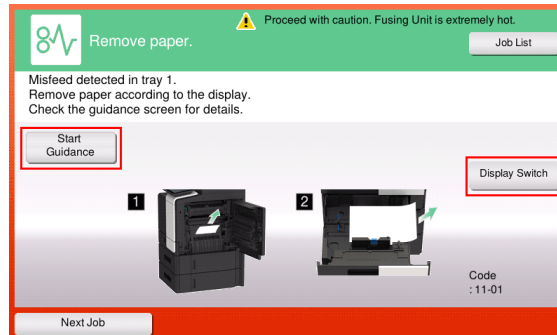 Proceed with caution. Fusing Unit is extremely hot.
Remove paper.
Job List
Misfeed detected in tray 1.
Remove paper according to the display.
Check the guidance screen for details.
Start
Guidance
Display Switch
1
2
Code
: 11-01
Next Job